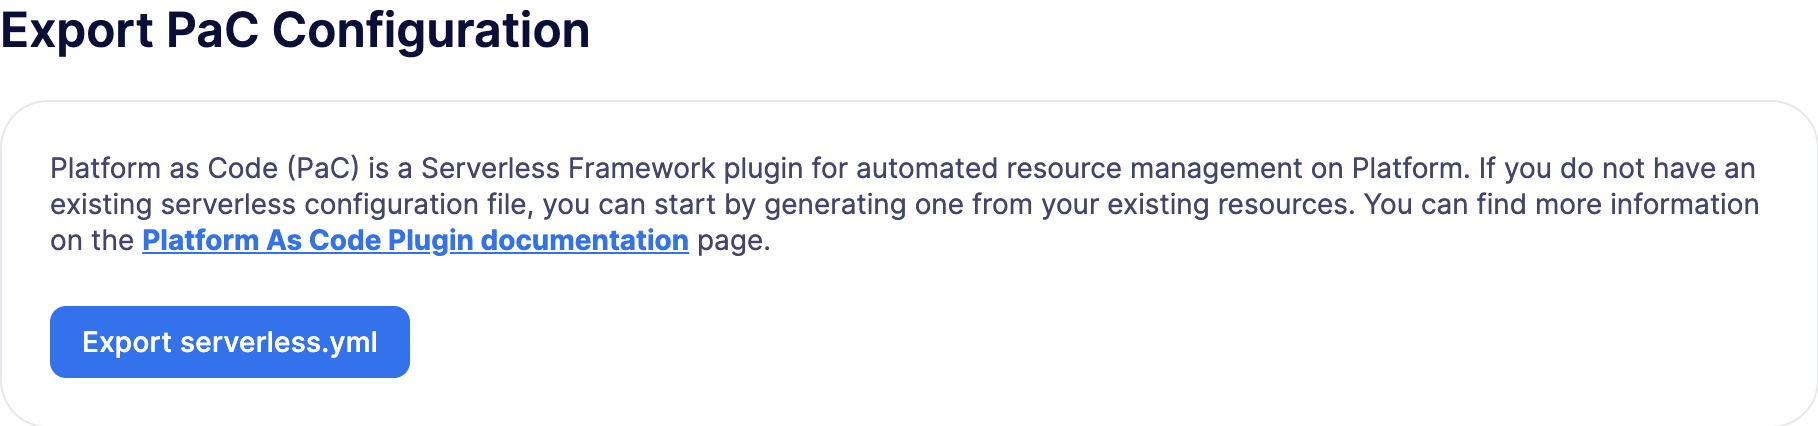 Export PaC Configuration
Platform as Code (PaC) is a Serverless Framework plugin for automated resource management on Platform. If you do not have an
existing serverless configuration file, you can start by generating one from your existing resources. You can find more information
on the Platform As Code Plugin documentation page.
Export serverless.yml